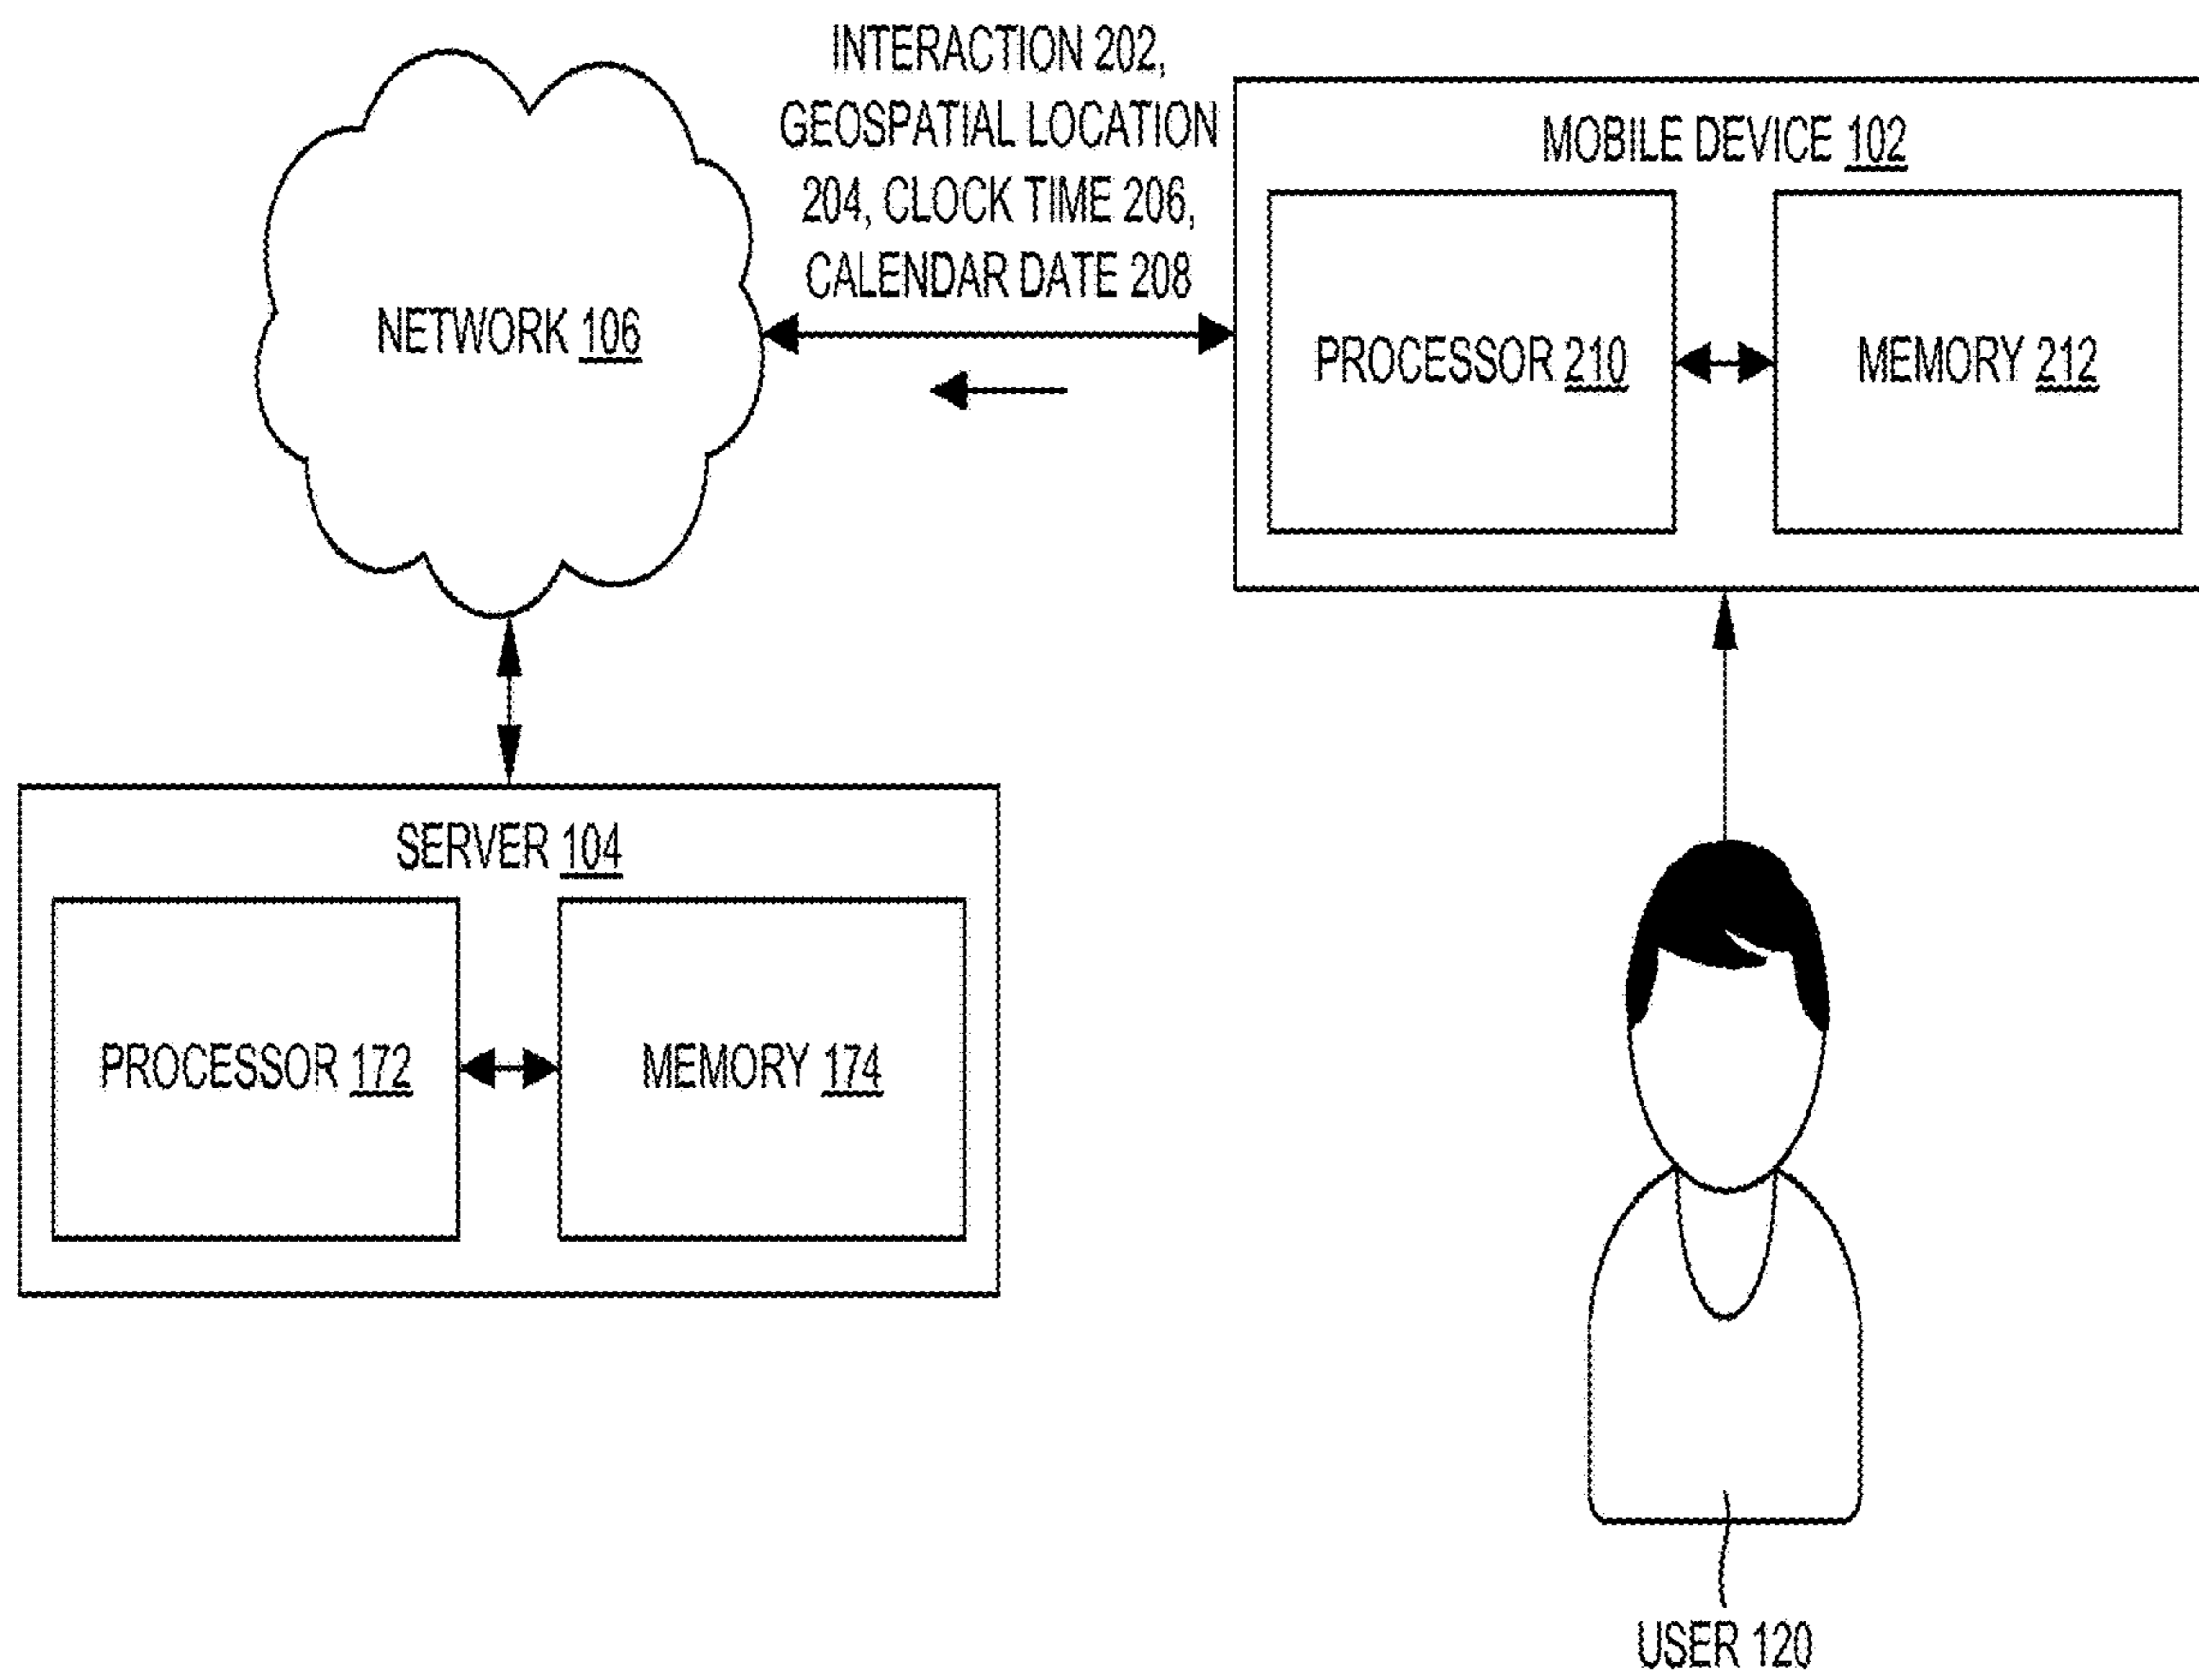 INTERACTION 202,
GEOSPATIAL LOCATION
204, CLOCK TIME 206,
CALENDAR DATE 208
NETWORK 106
MOBILE DEVICE 102
PROCESSOR 210
MEMORY 212
SERVER 104
PROCESSOR 172
MEMORY 174
USER 120